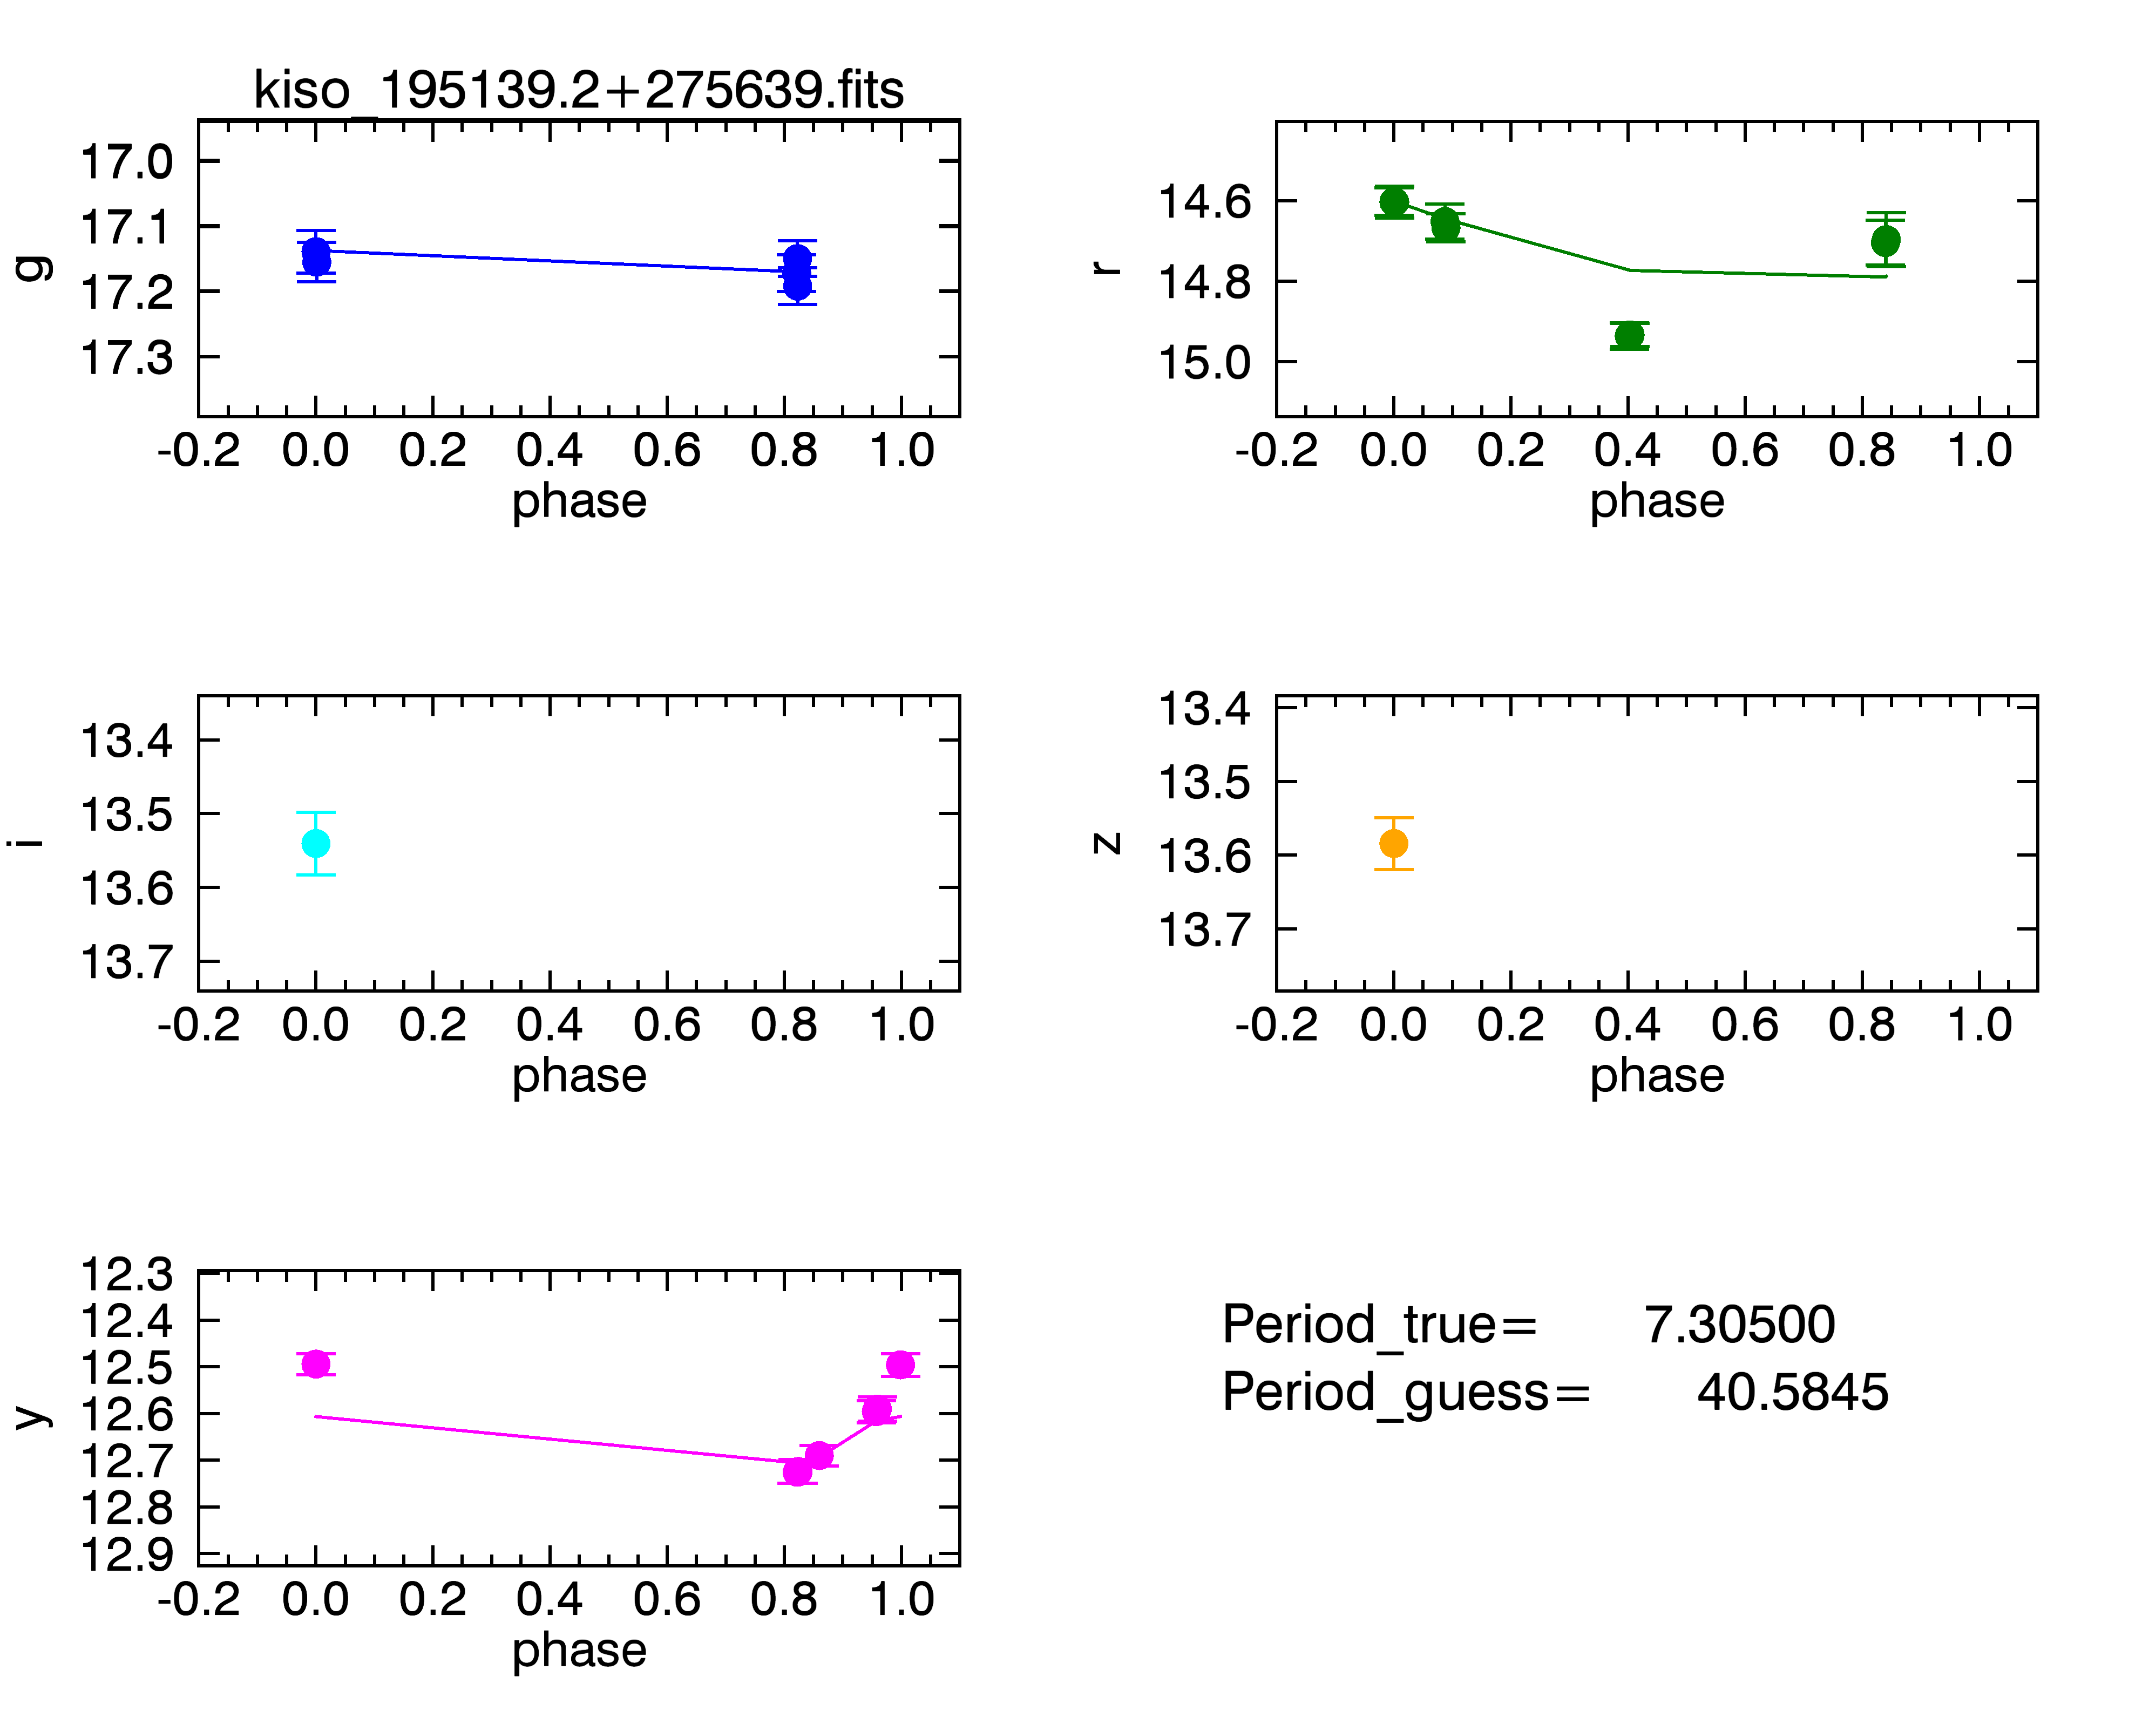 kiso_195139.2+275639.fits
17.0
17.1
17.2
17.3
g
-0.2 0.0 0.2 0.4 0.6 0.8 1.0
phase
14.6
14.8
15.0
r
-0.2 0.0 0.2 0.4 0.6 0.8 1.0
phase
13.4
13.5
13.6
13.7
i
-0.2 0.0 0.2 0.4 0.6 0.8 1.0
phase
13.4
13.5
13.6
13.7
z
-0.2 0.0 0.2 0.4 0.6 0.8 1.0
phase
12.3
12.4
12.5
12.6
12.7
12.8
12.9
y
-0.2 0.0 0.2 0.4 0.6 0.8 1.0
phase
Period_true= 7.30500
Period_guess= 40.5845